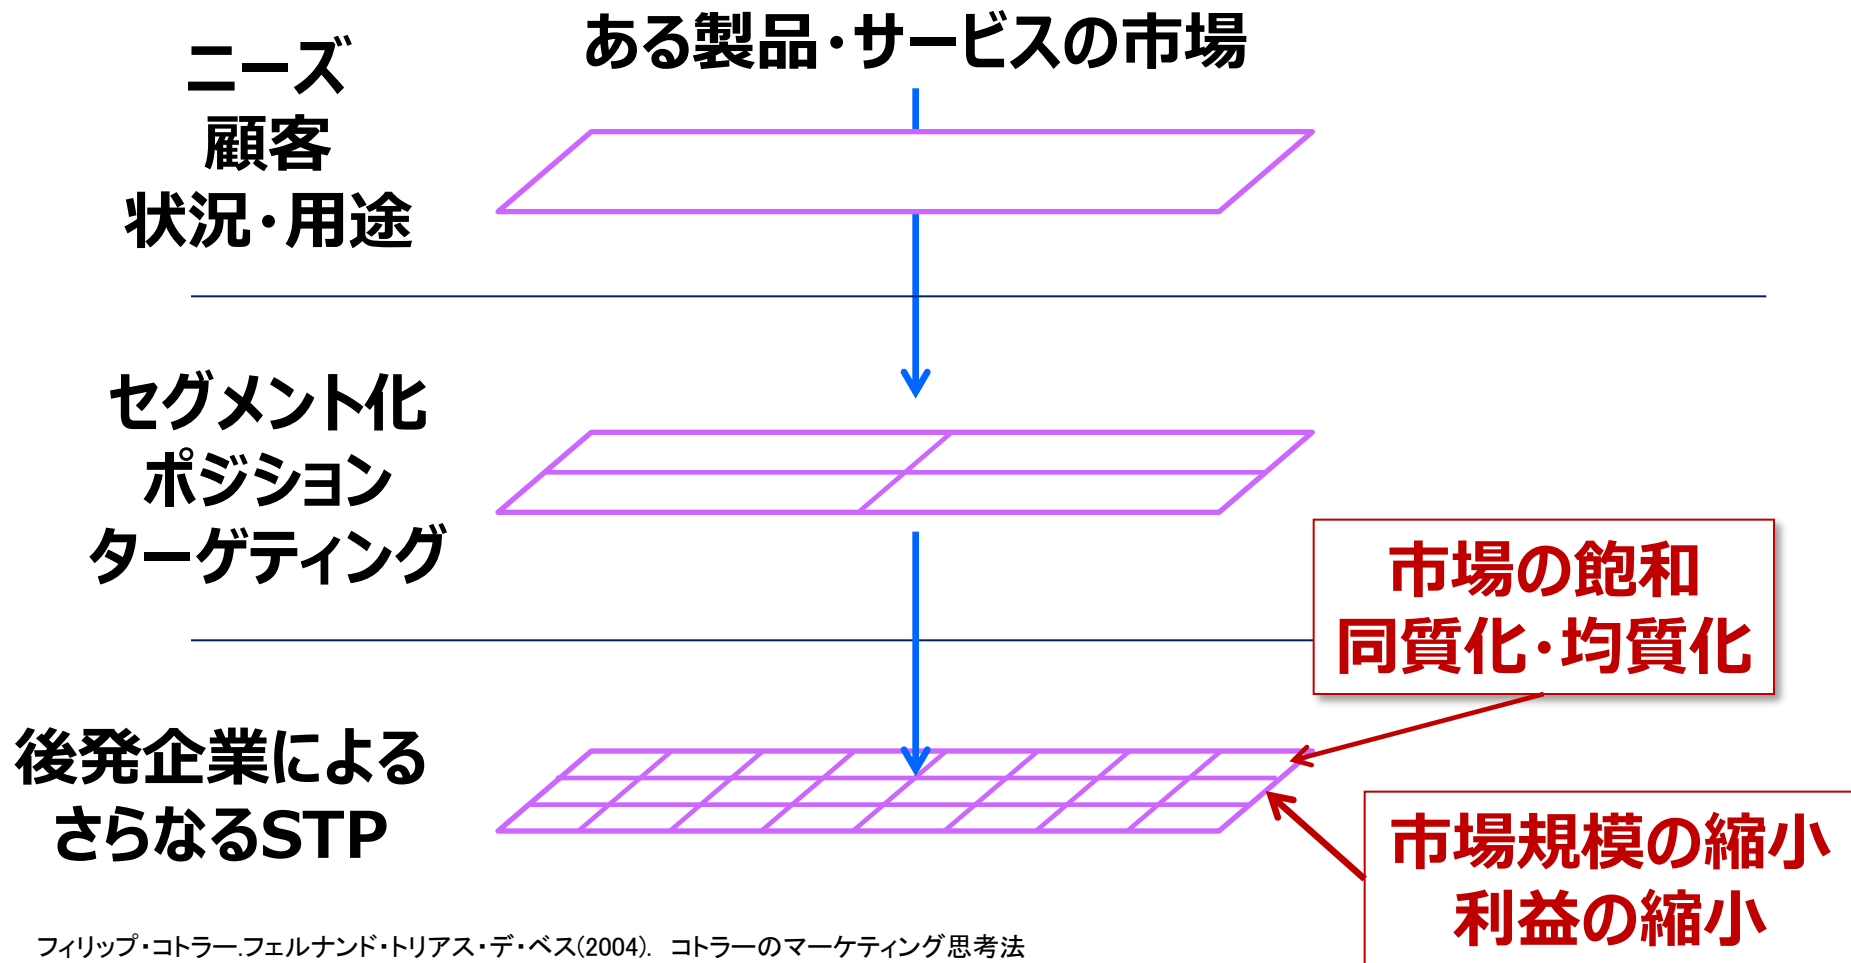 ある製品・サービスの市場
ニーズ
顧客
状況・用途
セグメント化
ポジション
ターゲティング
市場の飽和
同質化・均質化
後発企業による
さらなるSTP
市場規模の縮小
利益の縮小
フィリップ・コトラー.フェルナンド・トリアス・デ・ベス(2004). コトラーのマーケティング思考法